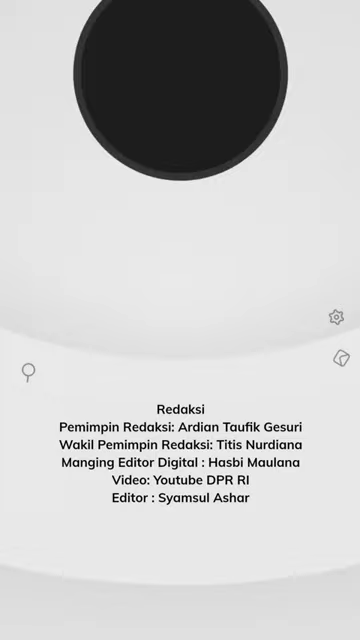 Redaksi
Pemimpin Redaksi: Ardian Taufik Gesuri
Wakil Pemimpin Redaksi: Titis Nurdiana
Manging Editor Digital : Hasbi Maulana
Video: Youtube DPR RI
Editor : Syamsul Ashar